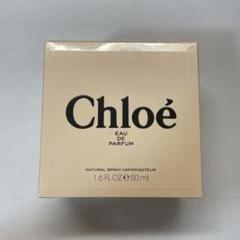 Chloé
EAU
DE
PARFUM
NATURAL SPRAY VAPORISATEUR
1.6 FL.OZ℮50 ml